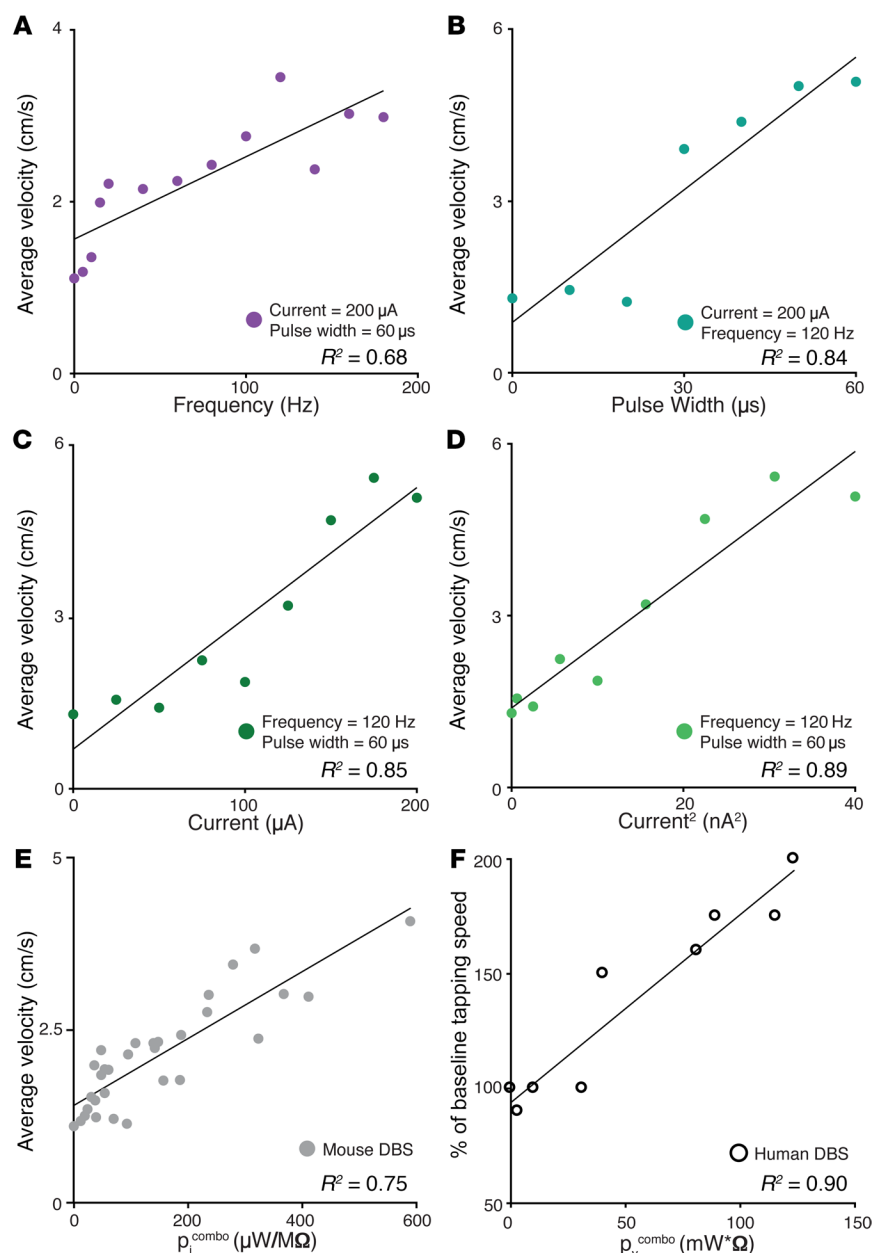 A
4
2
0
0
100
200
Average velocity (cm/s)
Frequency (Hz)
Current = 200 µA
Pulse width = 60 µs
R² = 0.68
B
6
3
0
0
30
60
Average velocity (cm/s)
Pulse Width (µs)
Current = 200 µA
Frequency = 120 Hz
R² = 0.84
C
6
3
0
0
100
200
Average velocity (cm/s)
Current (µA)
Frequency = 120 Hz
Pulse width = 60 µs
R² = 0.85
D
6
3
0
0
20
40
Average velocity (cm/s)
Current² (nA²)
Frequency = 120 Hz
Pulse width = 60 µs
R² = 0.89
E
5
2.5
0
0
200
400
600
Average velocity (cm/s)
pᵢcombo (µW/MΩ)
Mouse DBS
R² = 0.75
F
200
150
100
50
0
50
100
150
% of baseline tapping speed
pᵥcombo (mW*Ω)
Human DBS
R² = 0.90